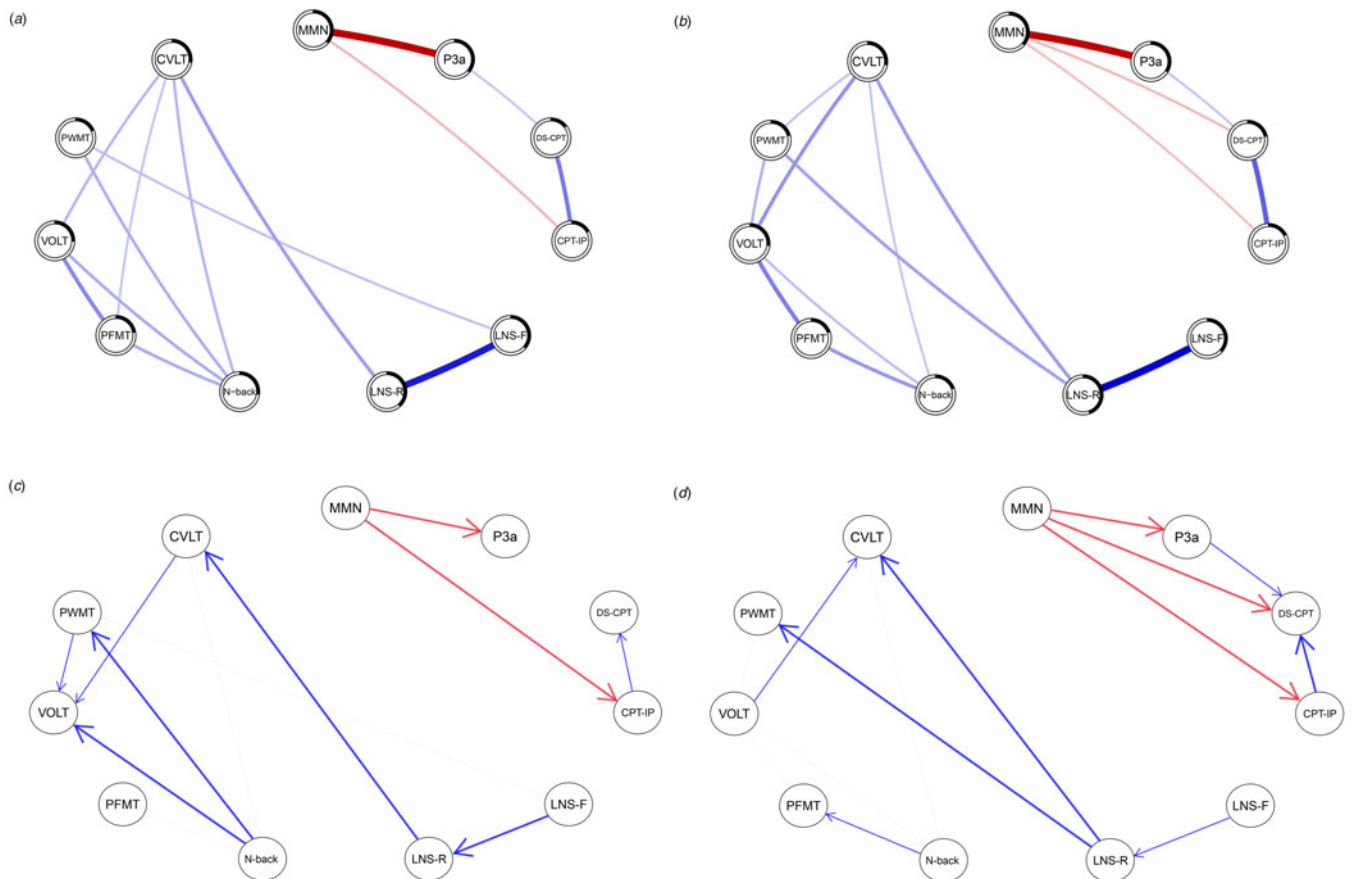 (a)
MMN
CVLT
P3a
PWMT
DS-CPT
VOLT
CPT-IP
PFMT
LNS-F
N-back
LNS-R
(b)
MMN
CVLT
P3a
PWMT
DS-CPT
VOLT
CPT-IP
PFMT
LNS-F
N-back
LNS-R
(c)
MMN
CVLT
P3a
PWMT
DS-CPT
VOLT
CPT-IP
PFMT
LNS-F
N-back
LNS-R
(d)
MMN
CVLT
P3a
PWMT
DS-CPT
VOLT
CPT-IP
PFMT
LNS-F
N-back
LNS-R